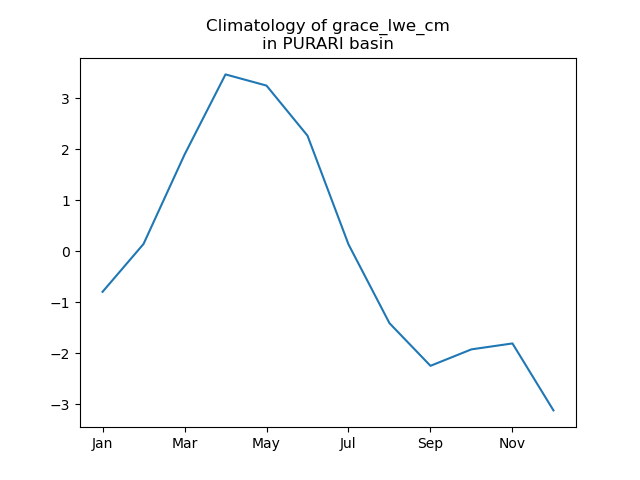 Climatology of grace_lwe_cm
in PURARI basin
3
2
1
0
−1
−2
−3
Jan
Mar
May
Jul
Sep
Nov